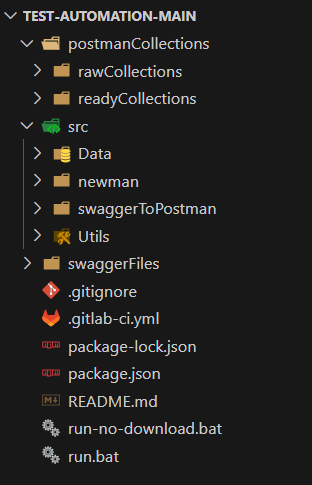 TEST-AUTOMATION-MAIN
postmanCollections
rawCollections
readyCollections
src
Data
newman
swaggerToPostman
Utils
swaggerFiles
.gitignore
.gitlab-ci.yml
package-lock.json
package.json
README.md
run-no-download.bat
run.bat